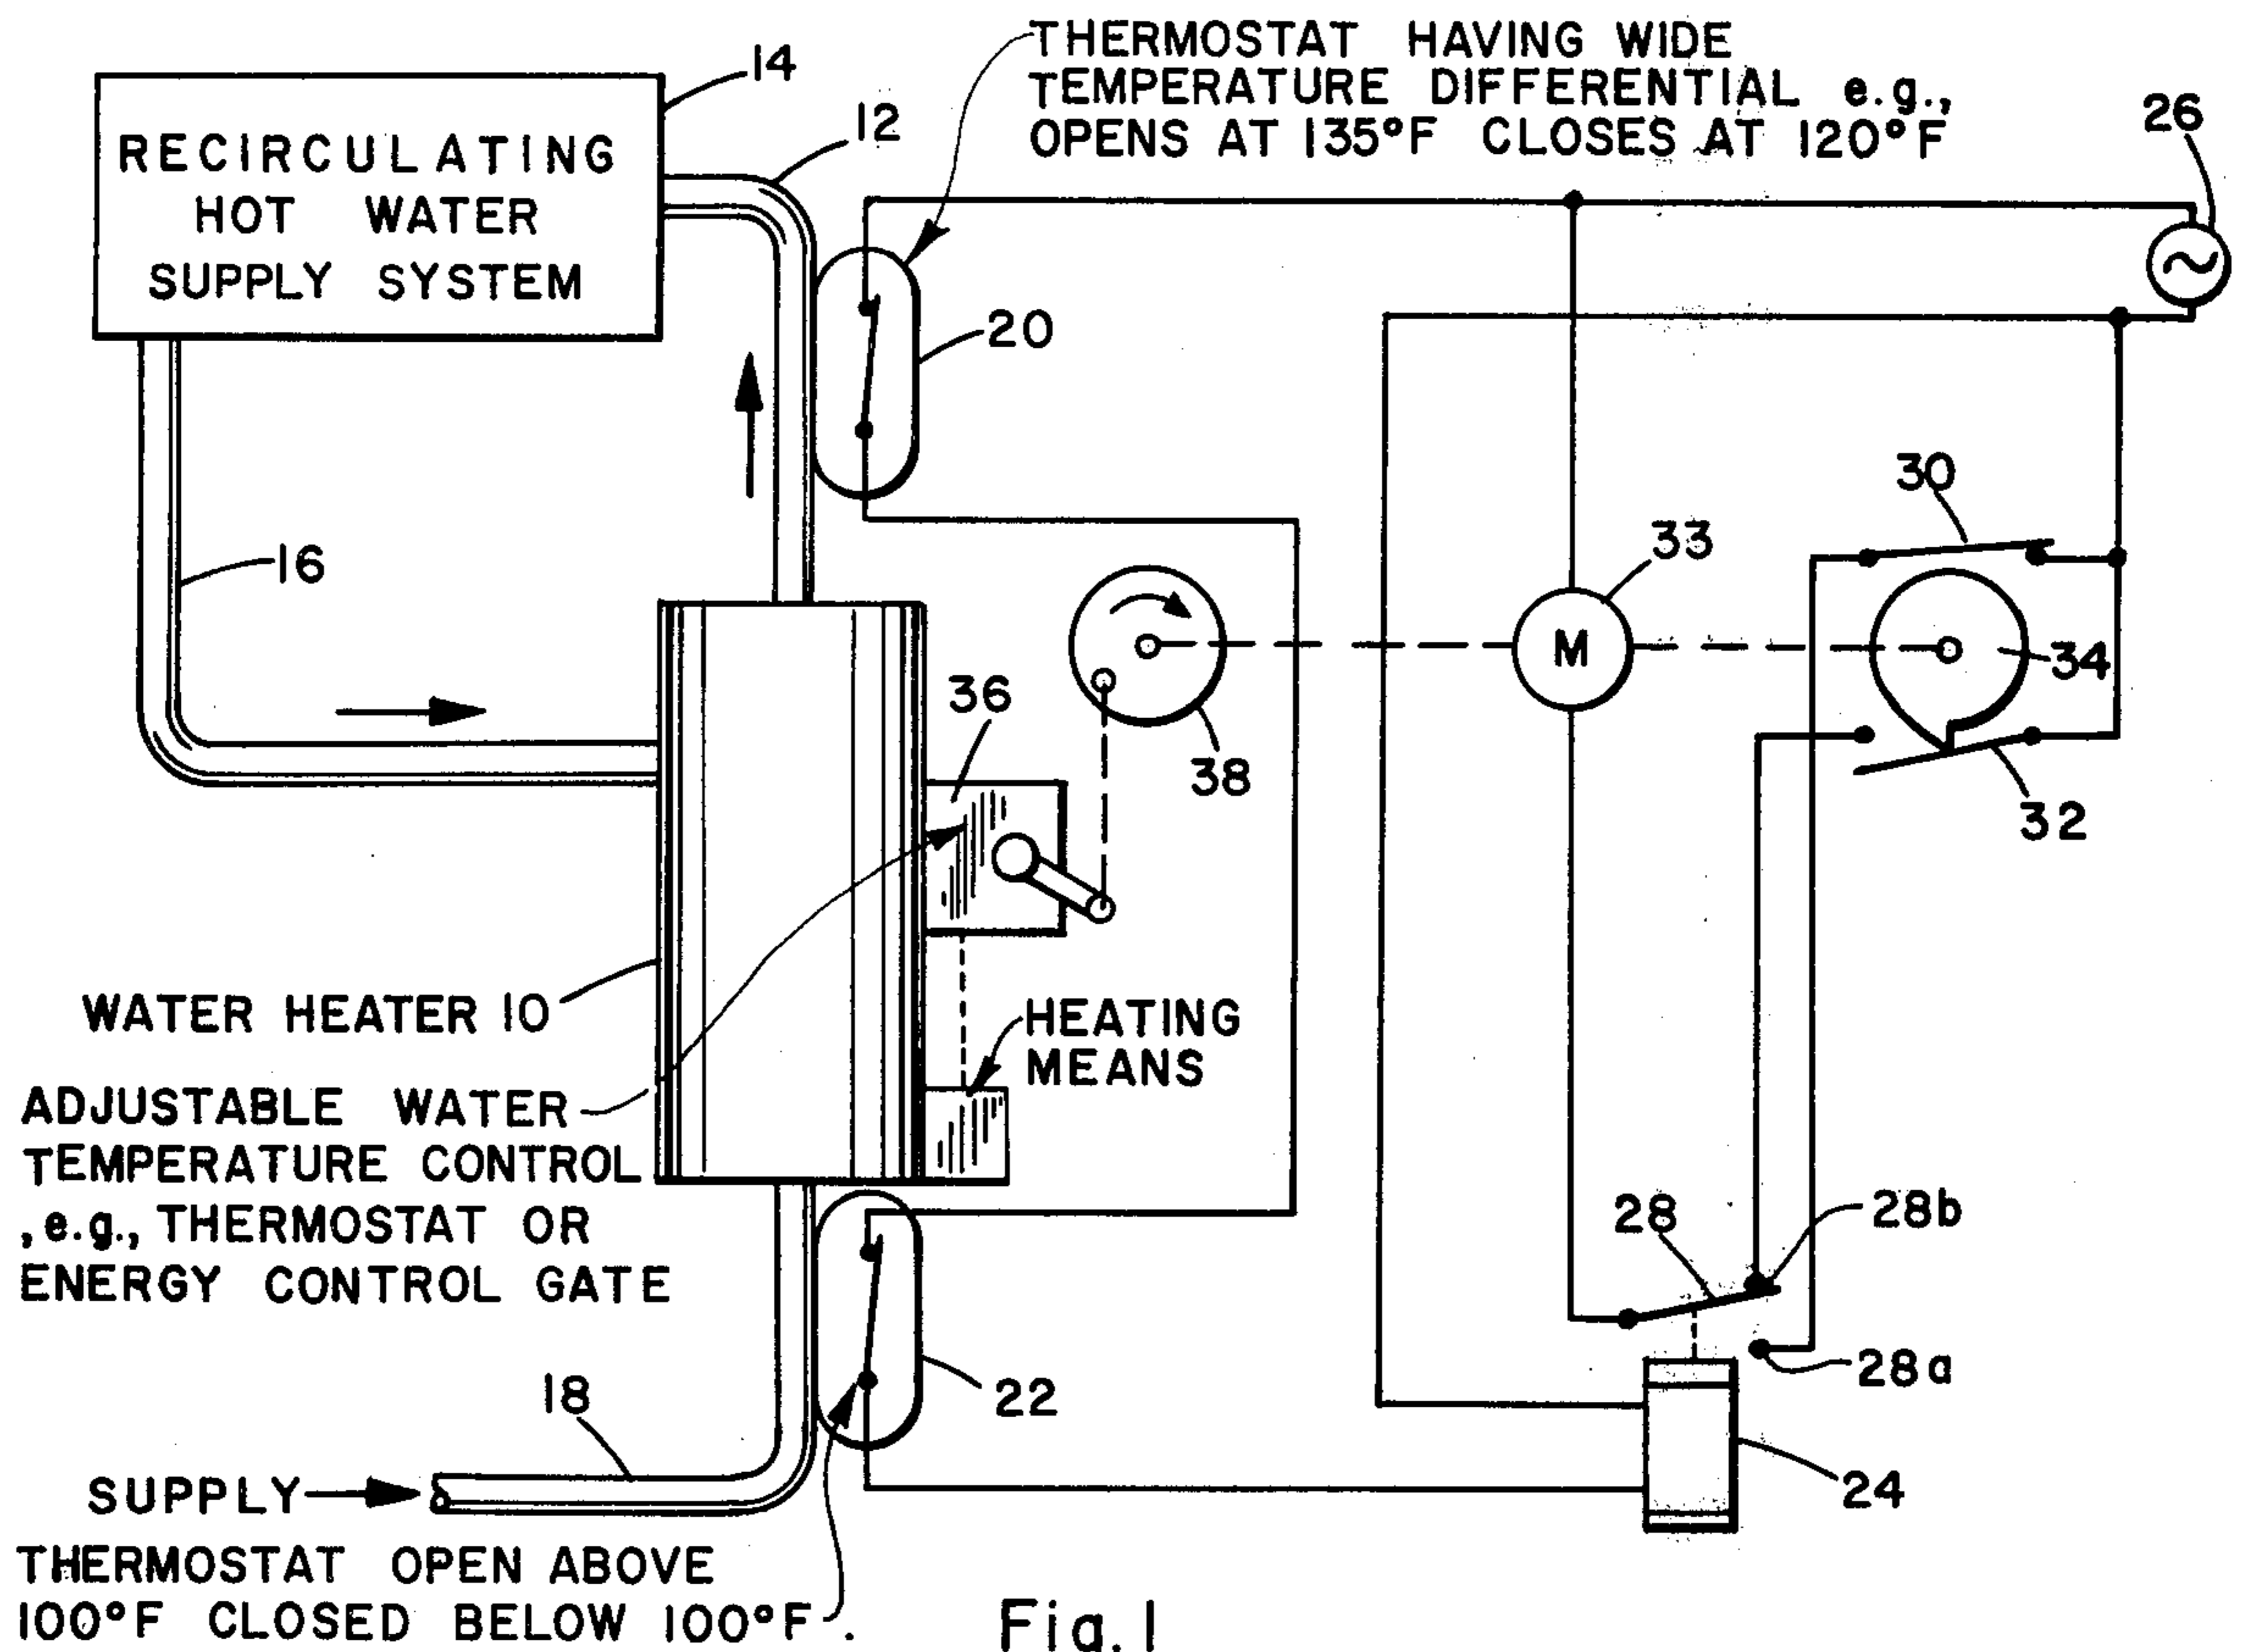 THERMOSTAT HAVING WIDE
TEMPERATURE DIFFERENTIAL e.g.,
OPENS AT 135°F CLOSES AT 120°F
14
12
26
RECIRCULATING
HOT WATER
SUPPLY SYSTEM
20
30
33
16
34
36
38
32
WATER HEATER 10
HEATING
MEANS
ADJUSTABLE WATER
TEMPERATURE CONTROL
, e.g., THERMOSTAT OR
ENERGY CONTROL GATE
M
28
28b
28a
22
18
24
SUPPLY
THERMOSTAT OPEN ABOVE
100°F CLOSED BELOW 100°F.
Fig. 1